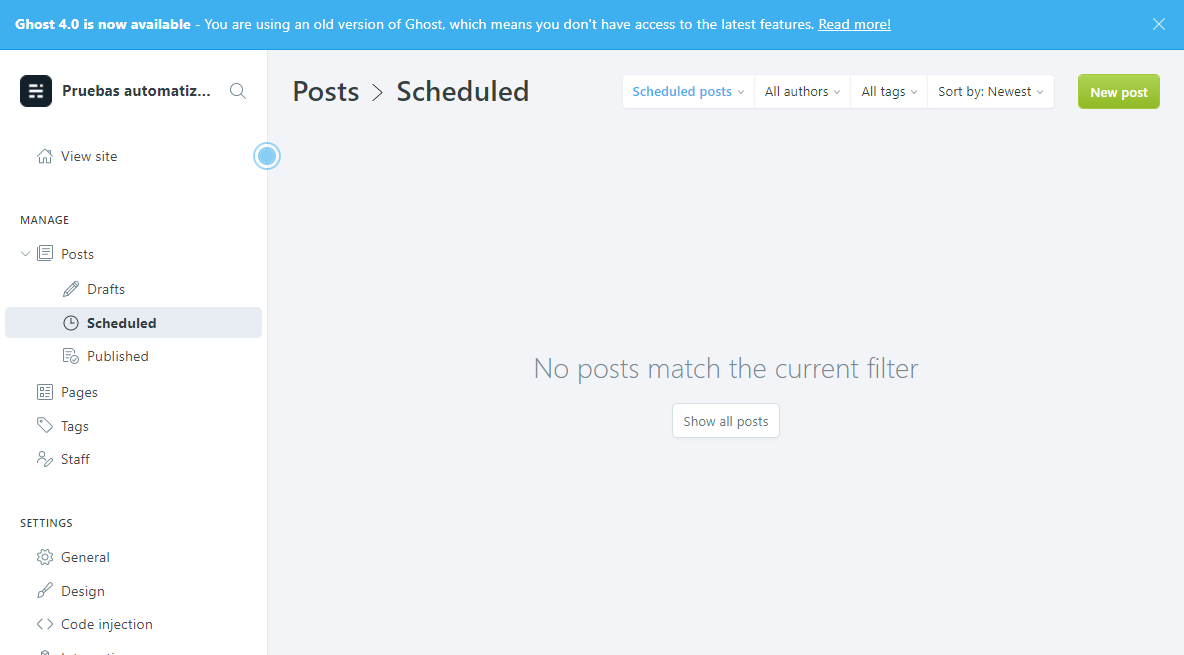 Ghost 4.0 is now available - You are using an old version of Ghost, which means you don't have access to the latest features. Read more!
Pruebas automatiz...
Posts > Scheduled
Scheduled posts
All authors
All tags
Sort by: Newest
New post
View site
MANAGE
Posts
Drafts
Scheduled
Published
Pages
Tags
Staff
No posts match the current filter
Show all posts
SETTINGS
General
Design
Code injection